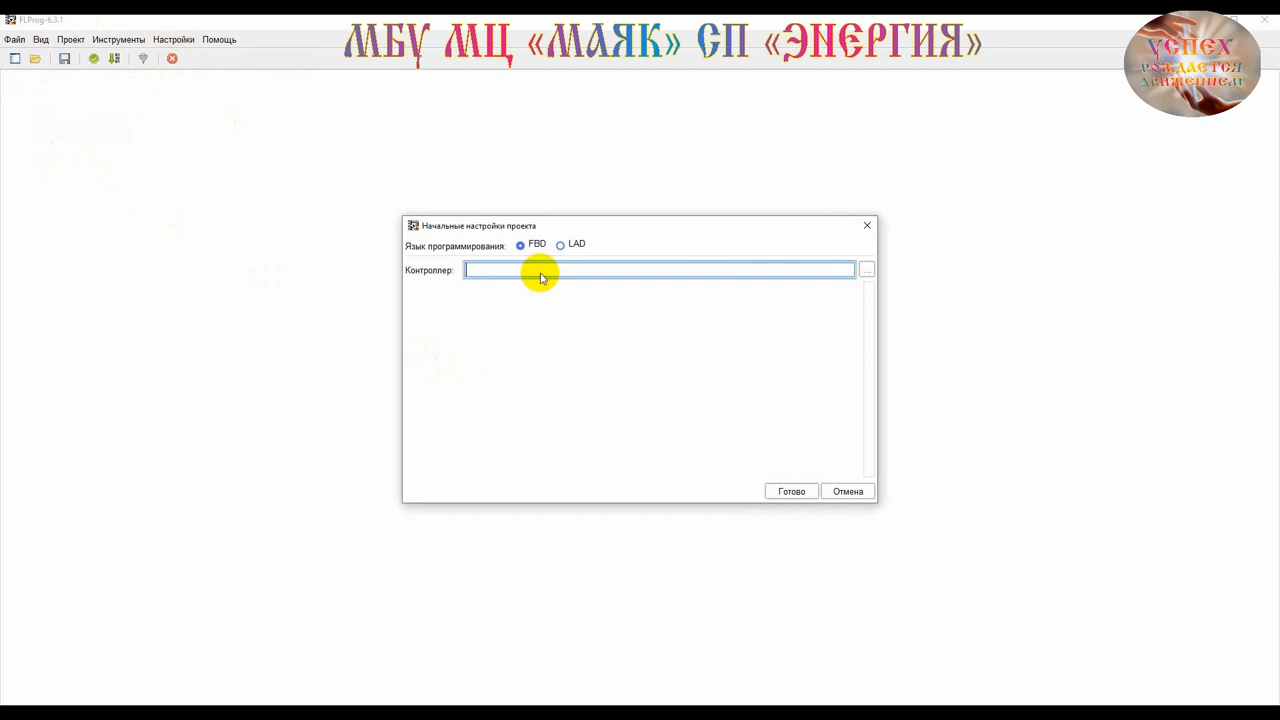 FLProg-6.3.1
МБУ МЦ «МАЯК» СП «ЭНЕРГИЯ»
УСПЕХ
РОЖДАЕТСЯ
ДВИЖЕНИЕМ
Файл Вид Проект Инструменты Настройки Помощь
Начальные настройки проекта
Язык программирования: FBD LAD
Контроллер: ...
Готово Отмена